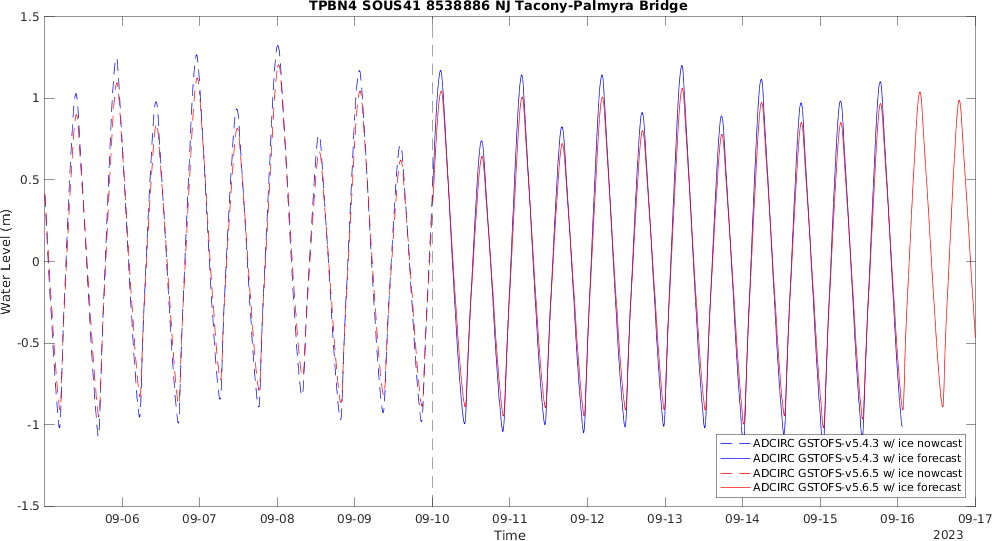 TPBN4 SOUS41 8538886 NJ Tacony-Palmyra Bridge
1.5
1
0.5
0
-0.5
-1
-1.5
Water Level (m)
09-06 09-07 09-08 09-09 09-10 09-11 09-12 09-13 09-14 09-15 09-16 09-17
Time
2023
ADCIRC GSTOFS-v5.4.3 w/ ice nowcast
ADCIRC GSTOFS-v5.4.3 w/ ice forecast
ADCIRC GSTOFS-v5.6.5 w/ ice nowcast
ADCIRC GSTOFS-v5.6.5 w/ ice forecast